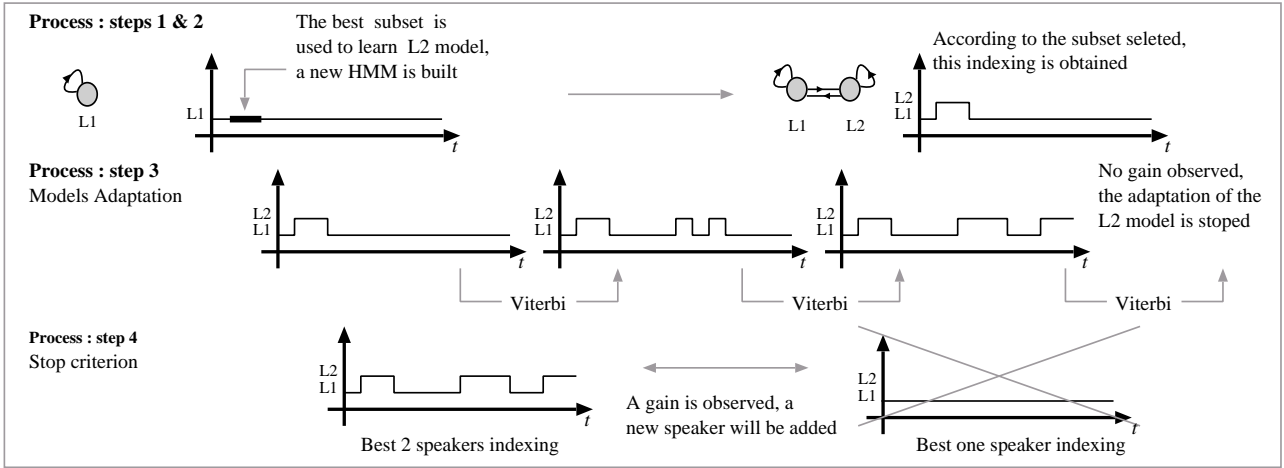 Process : steps 1 & 2
The best subset is
used to learn L2 model,
a new HMM is built
According to the subset seleted,
this indexing is obtained
L1
L1
t
L1 L2
L2
L1
t
Process : step 3
Models Adaptation
No gain observed,
the adaptation of the
L2 model is stoped
L2
L1
t
L2
L1
t
L2
L1
t
Viterbi
Viterbi
Viterbi
Process : step 4
Stop criterion
L2
L1
t
A gain is observed, a
new speaker will be added
L2
L1
t
Best 2 speakers indexing
Best one speaker indexing